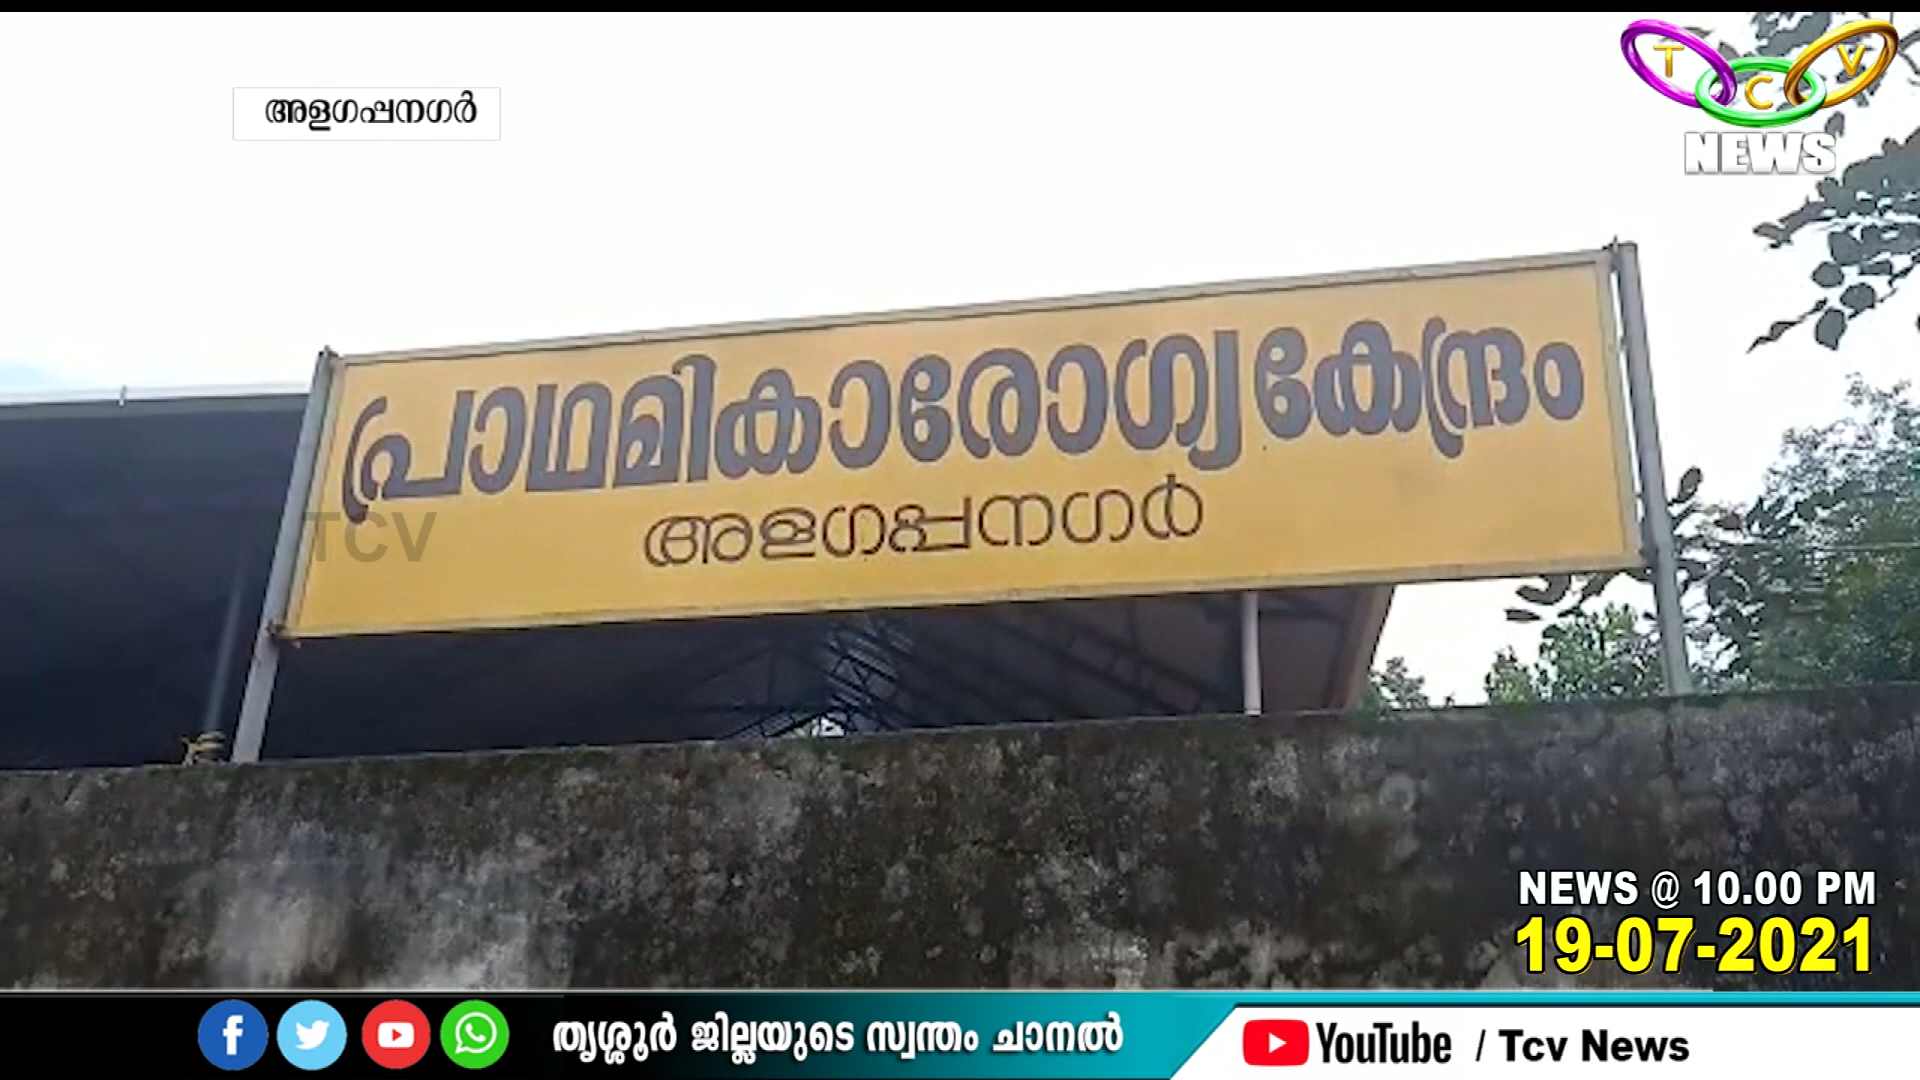 അളഗപ്പനഗർ
T C V
NEWS
പ്രാഥമികാരോഗ്യകേന്ദ്രം
അളഗപ്പനഗർ
TCV
NEWS @ 10.00 PM
19-07-2021
തൃശ്ശൂർ ജില്ലയുടെ സ്വന്തം ചാനൽ
YouTube / Tcv News